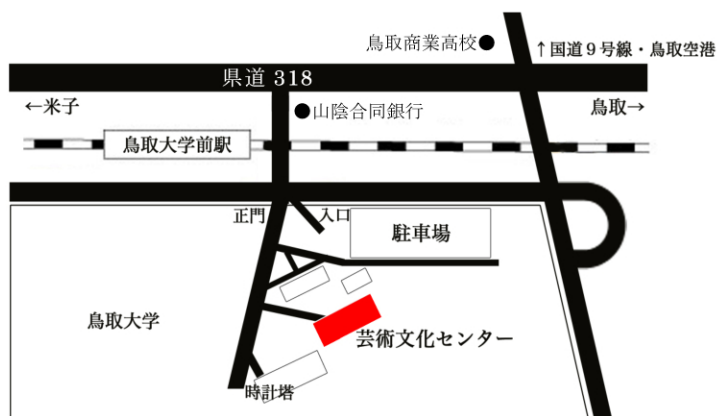 鳥取商業高校●
↑国道９号線・鳥取空港
県道 318
←米子
●山陰合同銀行
鳥取→
鳥取大学前駅
正門
入口
駐車場
鳥取大学
芸術文化センター
時計塔